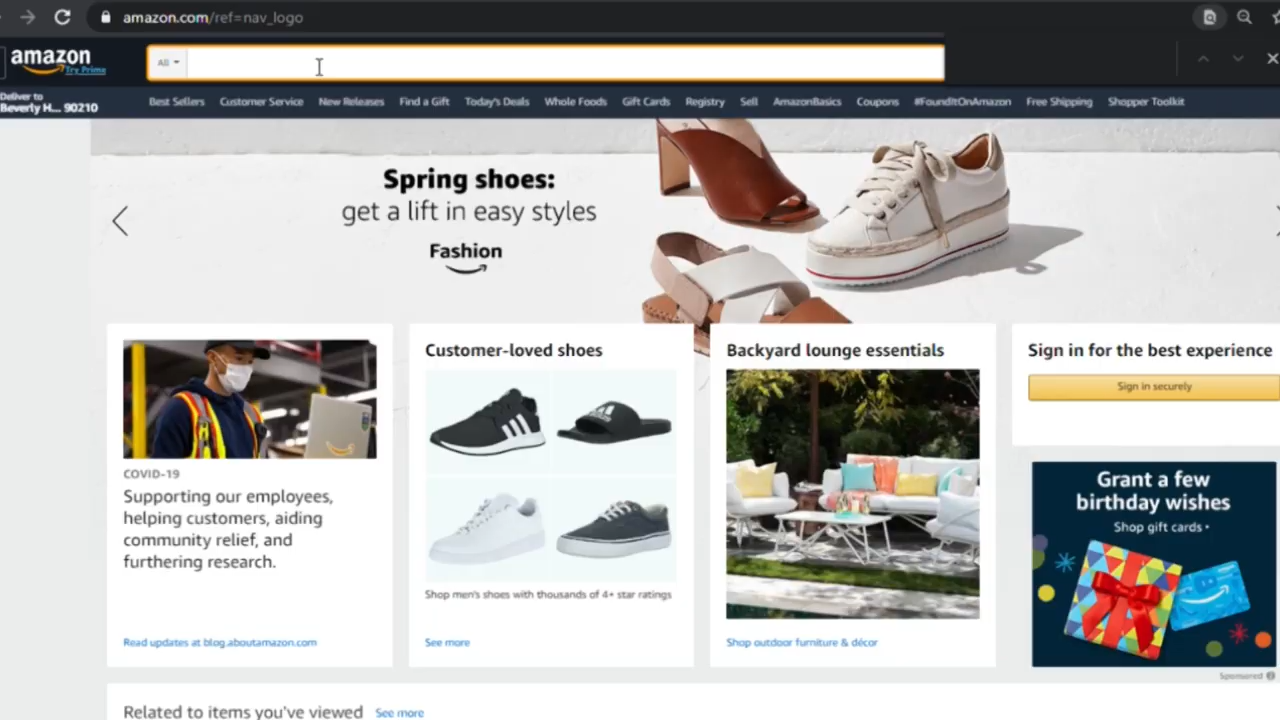 amazon.com/ref=nav_logo
amazon
Try Prime
All
Deliver to
Beverly H... 90210
Best Sellers Customer Service New Releases Find a Gift Today's Deals Whole Foods Gift Cards Registry Sell AmazonBasics Coupons #FoundItOnAmazon Free Shipping Shopper Toolkit
Spring shoes:
get a lift in easy styles
Fashion
COVID-19
Supporting our employees,
helping customers, aiding
community relief, and
furthering research.
Read updates at blog.aboutamazon.com
Customer-loved shoes
Shop men's shoes with thousands of 4+ star ratings
See more
Backyard lounge essentials
Shop outdoor furniture & décor
Sign in for the best experience
Sign in securely
Grant a few
birthday wishes
Shop gift cards
Sponsored
Related to items you've viewed See more